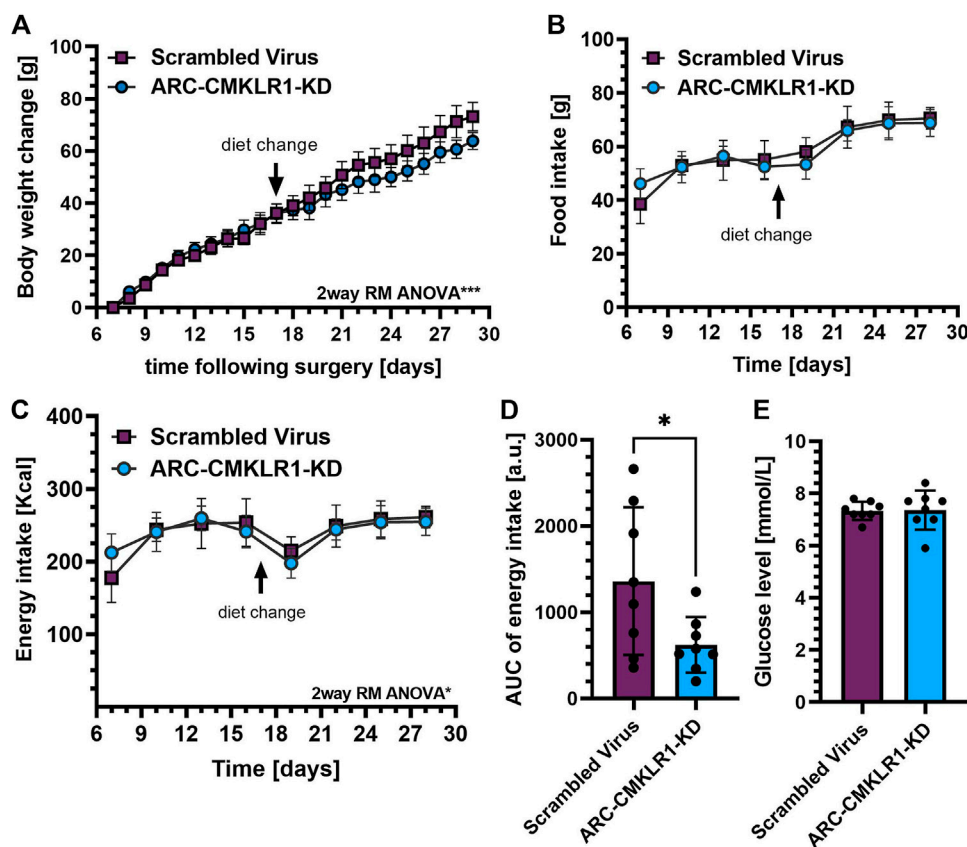 A
Body weight change [g]
100
80
60
40
20
0
Scrambled Virus
ARC-CMKLR1-KD
diet change
2way RM ANOVA***
6 9 12 15 18 21 24 27 30
time following surgery [days]
B
Food intake [g]
100
80
60
40
20
0
Scrambled Virus
ARC-CMKLR1-KD
diet change
6 9 12 15 18 21 24 27 30
Time [days]
C
Energy intake [Kcal]
400
300
200
100
Scrambled Virus
ARC-CMKLR1-KD
diet change
2way RM ANOVA*
6 9 12 15 18 21 24 27 30
Time [days]
D
AUC of energy intake [a.u.]
3000
2000
1000
0
*
Scrambled Virus
ARC-CMKLR1-KD
E
Glucose level [mmol/L]
10
8
6
4
2
0
Scrambled Virus
ARC-CMKLR1-KD